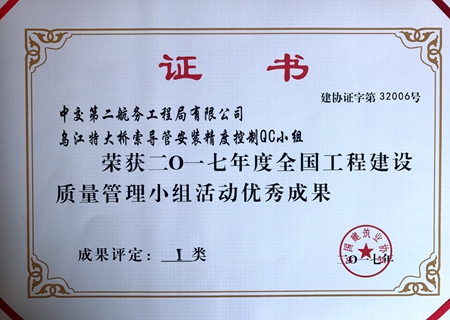 证书
建协证字第 32006号
中交第二航务工程局有限公司
乌江特大桥索导管安装精度控制QC小组
荣获二〇一七年度全国工程建设
质量管理小组活动优秀成果
成果评定： I 类
二〇一七年